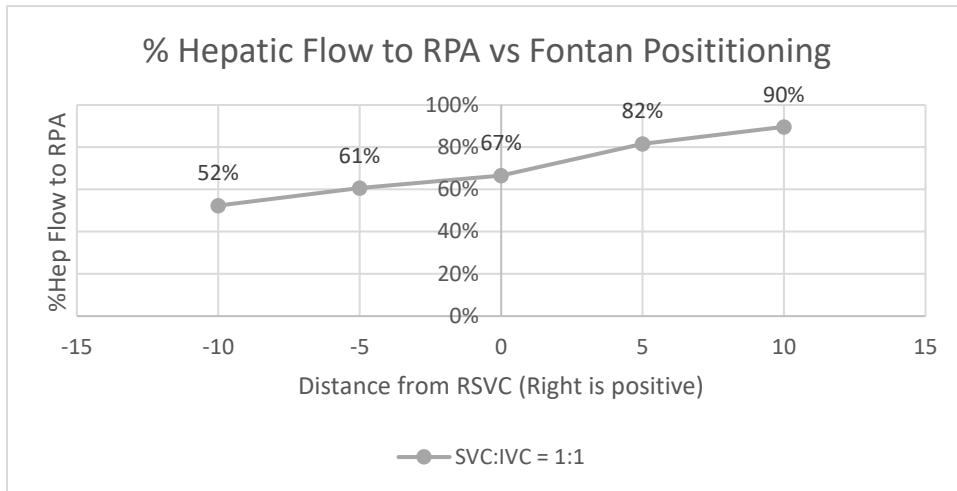 % Hepatic Flow to RPA vs Fontan Posititioning
%Hep Flow to RPA
100%
80%
60%
40%
20%
0%
52%
61%
67%
82%
90%
-15 -10 -5 0 5 10 15
Distance from RSVC (Right is positive)
SVC:IVC = 1:1